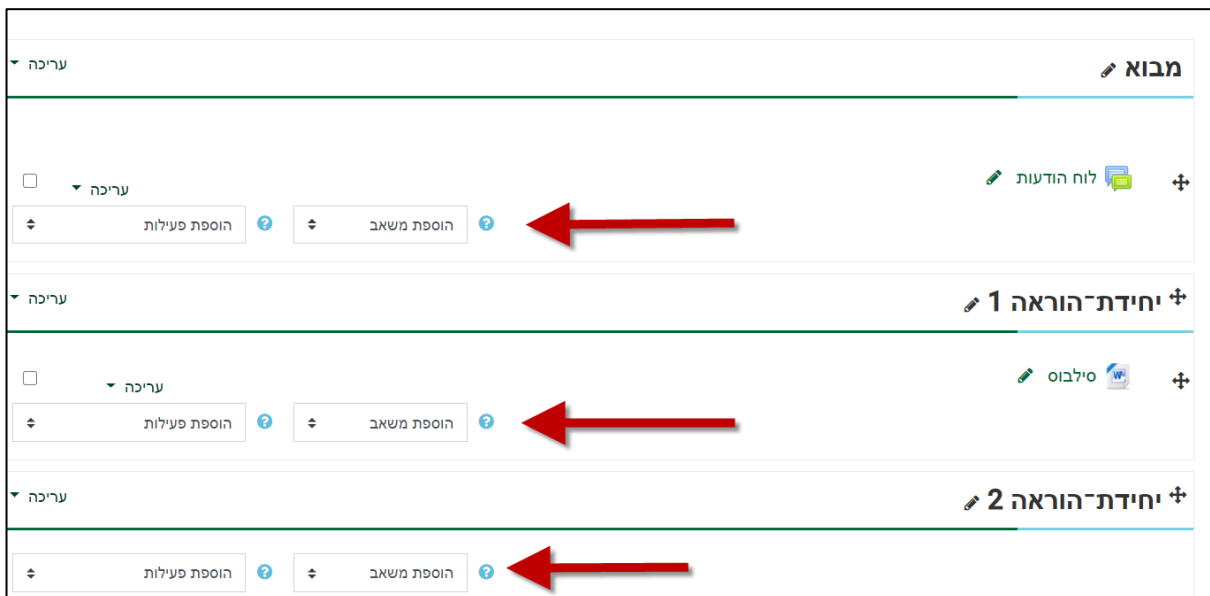 מבוא עריכה
לוח הודעות
עריכה
הוספת משאב הוספת פעילות
יחידת־הוראה 1 עריכה
סילבוס
עריכה
הוספת משאב הוספת פעילות
יחידת־הוראה 2 עריכה
הוספת משאב הוספת פעילות